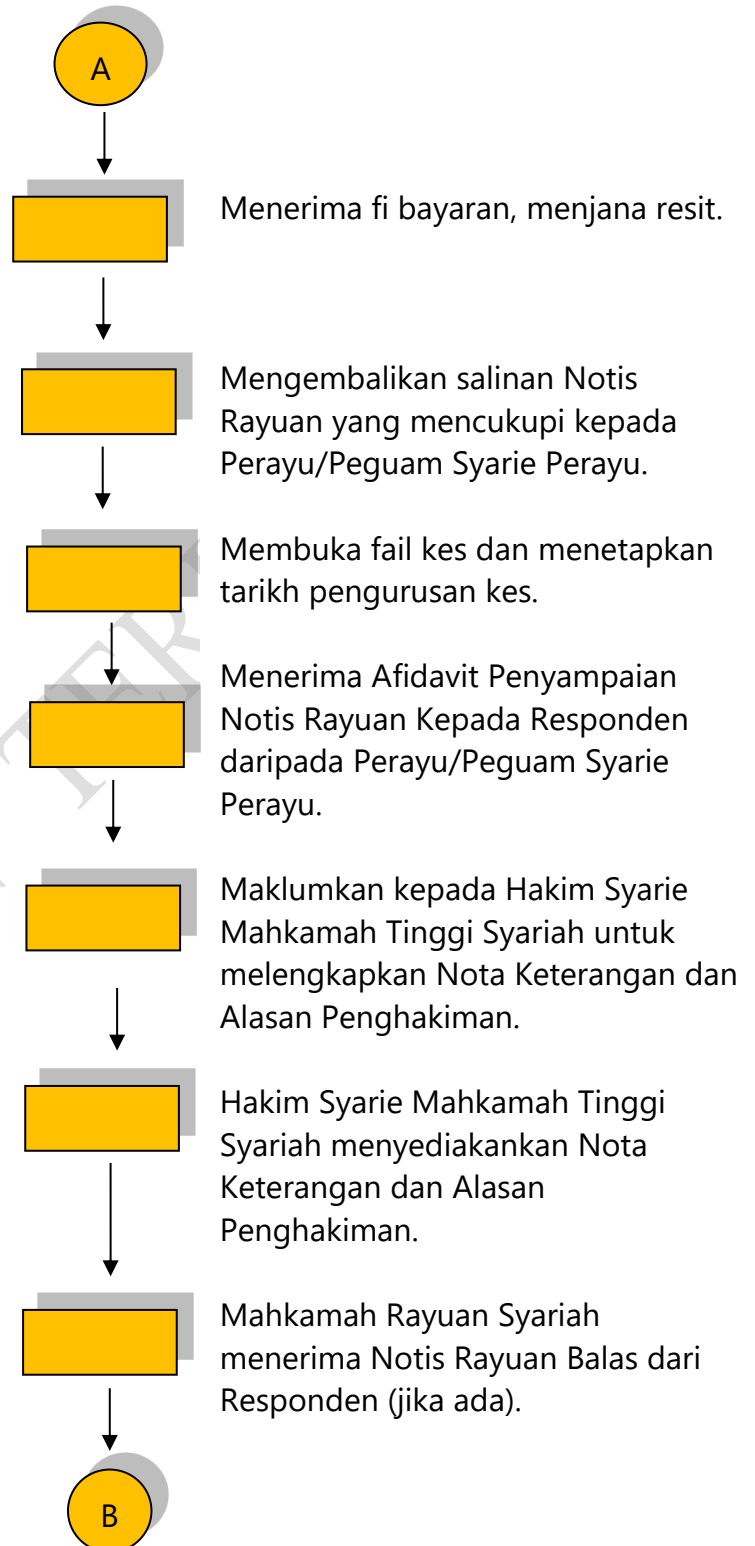 A
Menerima fi bayaran, menjana resit.
Mengembalikan salinan Notis
Rayuan yang mencukupi kepada
Perayu/Peguam Syarie Perayu.
Membuka fail kes dan menetapkan
tarikh pengurusan kes.
Menerima Afidavit Penyampaian
Notis Rayuan Kepada Responden
daripada Perayu/Peguam Syarie
Perayu.
Maklumkan kepada Hakim Syarie
Mahkamah Tinggi Syariah untuk
melengkapkan Nota Keterangan dan
Alasan Penghakiman.
Hakim Syarie Mahkamah Tinggi
Syariah menyediakankan Nota
Keterangan dan Alasan
Penghakiman.
Mahkamah Rayuan Syariah
menerima Notis Rayuan Balas dari
Responden (jika ada).
B